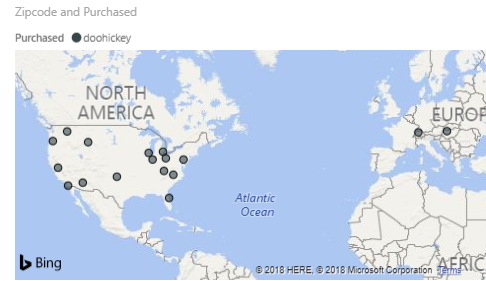 Zipcode and Purchased
Purchased doohickey
NORTH
AMERICA
EUROP
Atlantic
Ocean
Bing
© 2018 HERE, © 2018 Microsoft Corporation Terms
AFRIC